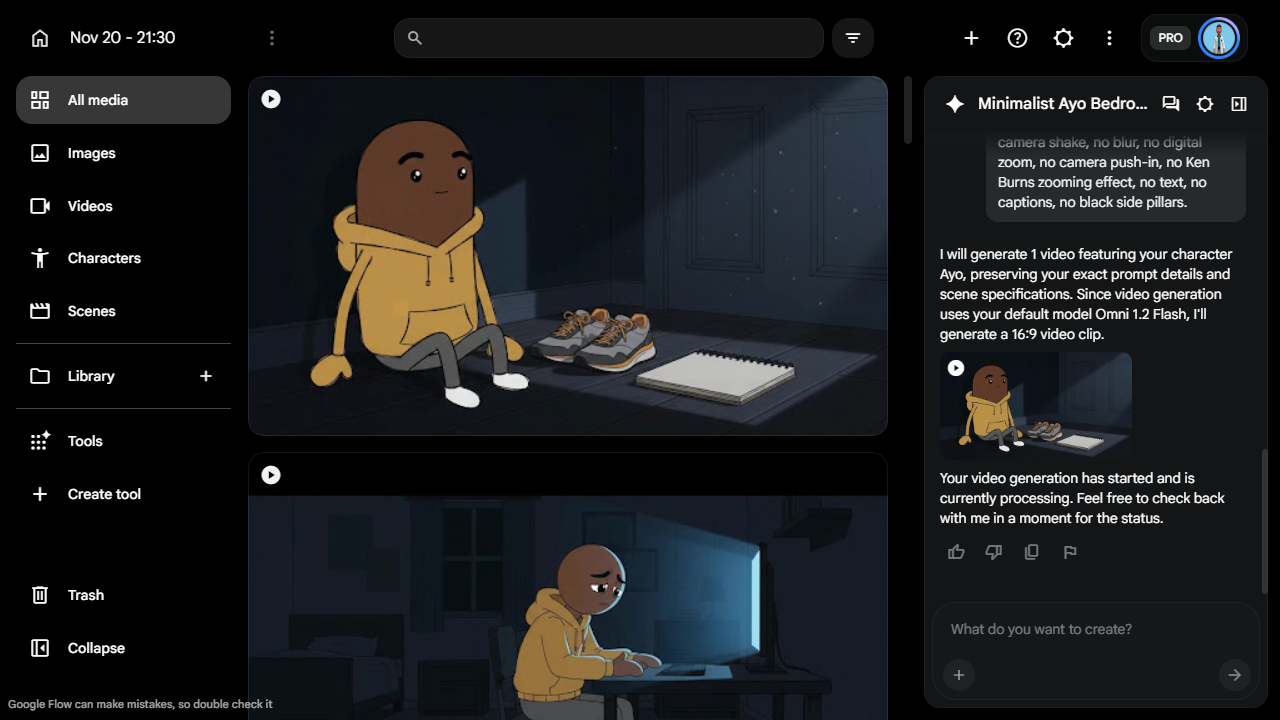 Nov 20 - 21:30
PRO
All media
Images
Videos
Characters
Scenes
Library
Tools
Create tool
Trash
Collapse
Google Flow can make mistakes, so double check it
Minimalist Ayo Bedro...
camera shake, no blur, no digital
zoom, no camera push-in, no Ken
Burns zooming effect, no text, no
captions, no black side pillars.
I will generate 1 video featuring your character
Ayo, preserving your exact prompt details and
scene specifications. Since video generation
uses your default model Omni 1.2 Flash, I'll
generate a 16:9 video clip.
Your video generation has started and is
currently processing. Feel free to check back
with me in a moment for the status.
What do you want to create?